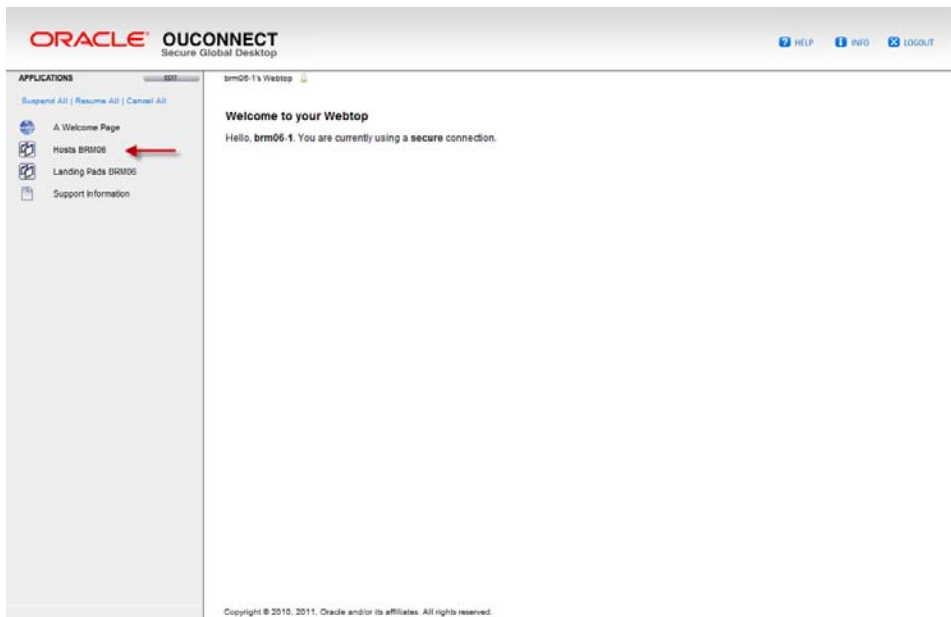 ORACLE® OUCONNECT
Secure Global Desktop
HELP INFO LOGOUT
APPLICATIONS EDIT
Suspend All | Resume All | Cancel All
A Welcome Page
Hosts BRM06
Landing Pads BRM06
Support Information
brm06-1's Webtop
Welcome to your Webtop
Hello, brm06-1. You are currently using a secure connection.
Copyright © 2010, 2011, Oracle and/or its affiliates. All rights reserved.